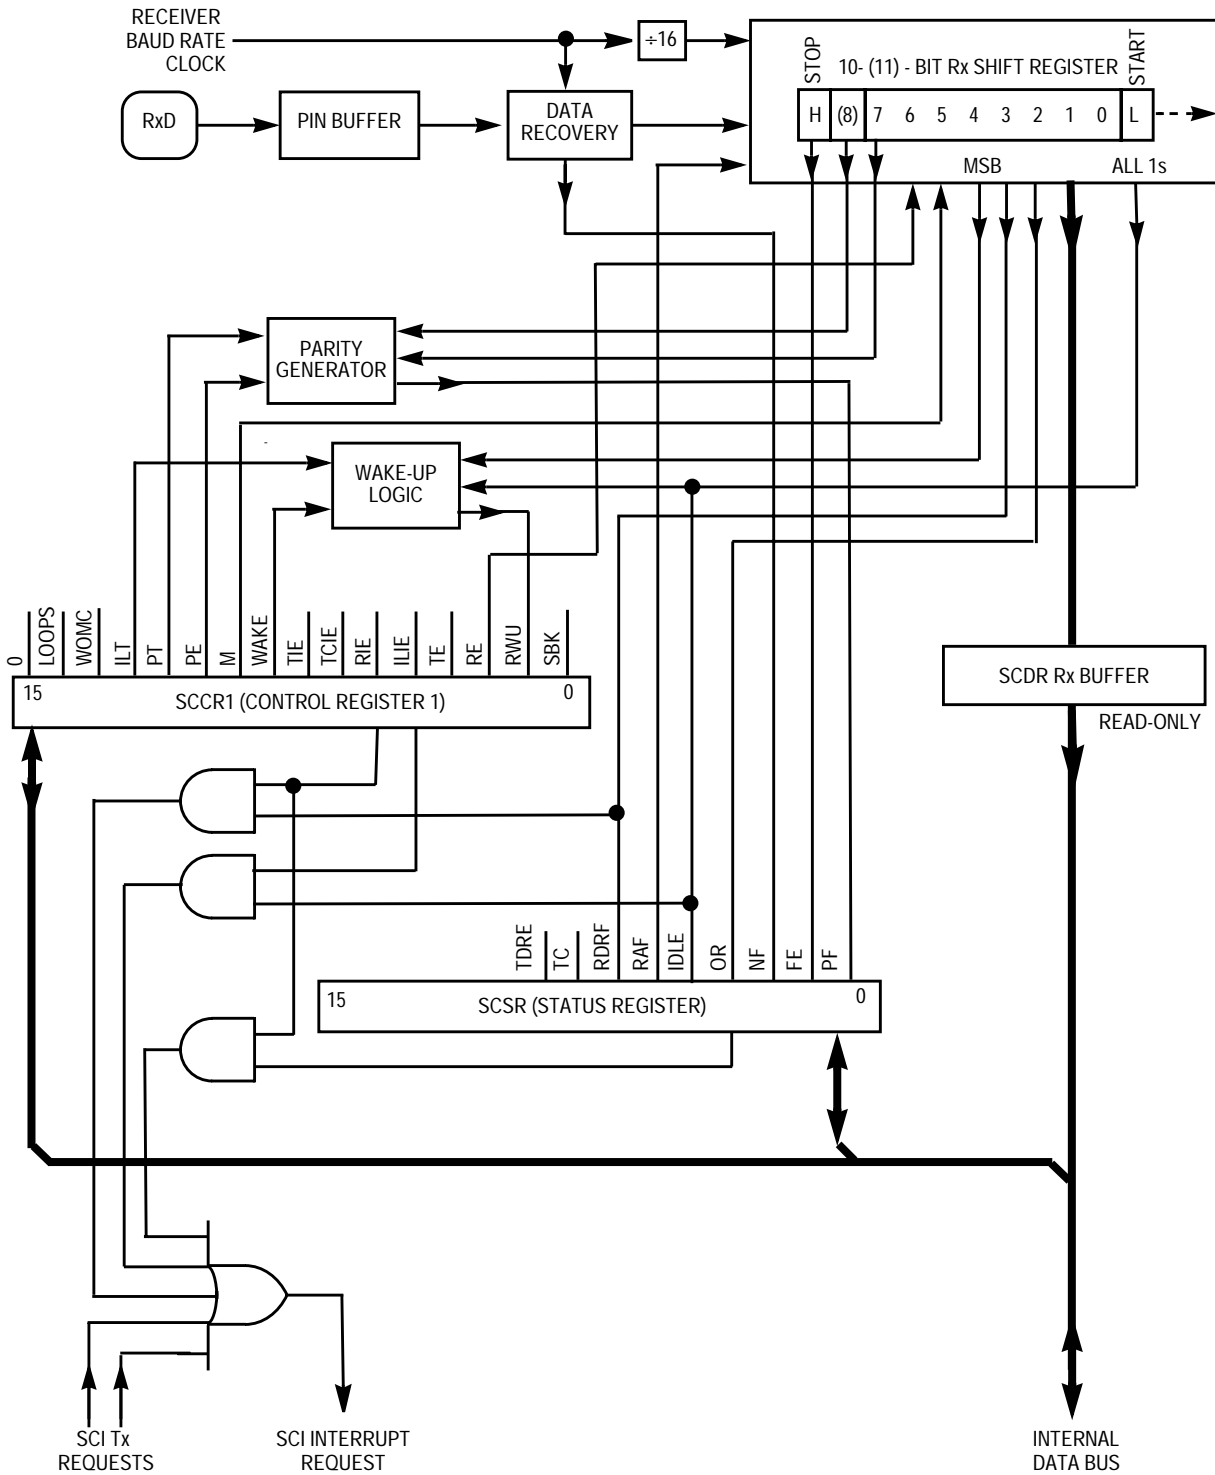 RECEIVER
BAUD RATE
CLOCK
÷16
STOP
10- (11) - BIT Rx SHIFT REGISTER
START
RxD
PIN BUFFER
DATA
RECOVERY
H (8) 7 6 5 4 3 2 1 0 L
MSB
ALL 1s
PARITY
GENERATOR
WAKE-UP
LOGIC
0
LOOPS
WOMC
ILT
PT
PE
M
WAKE
TIE
TCIE
RIE
ILIE
TE
RE
RWU
SBK
15
SCCR1 (CONTROL REGISTER 1)
0
SCDR Rx BUFFER
READ-ONLY
TDRE
TC
RDRF
RAF
IDLE
OR
NF
FE
PF
15
SCSR (STATUS REGISTER)
0
SCI Tx
REQUESTS
SCI INTERRUPT
REQUEST
INTERNAL
DATA BUS